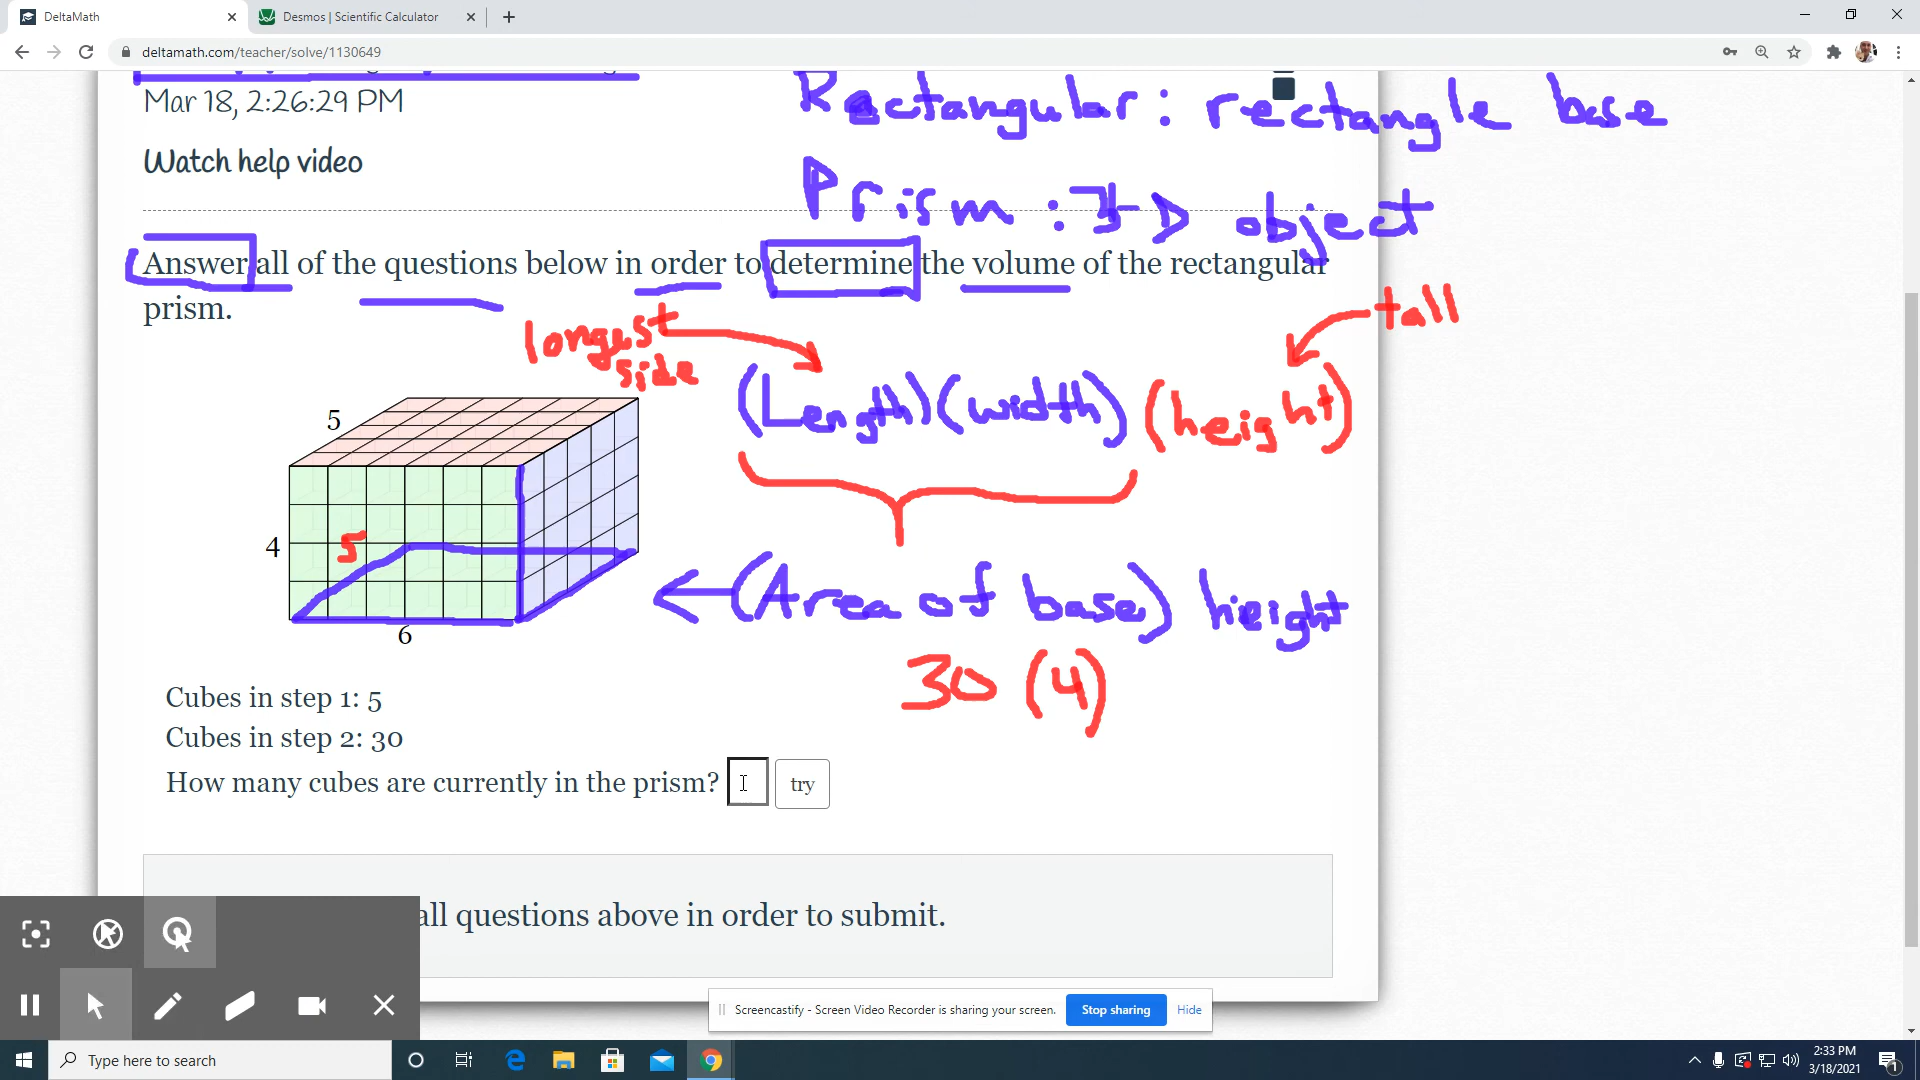 DeltaMath
Desmos | Scientific Calculator
deltamath.com/teacher/solve/1130649
Mar 18, 2:26:29 PM
Rectangular: rectangle base
Watch help video
Prism: 3-D object
Answer all of the questions below in order to determine the volume of the rectangular
prism.
longest side
tall
(Length)(width)(height)
5
4
5
6
(Area of base) height
30 (4)
Cubes in step 1: 5
Cubes in step 2: 30
How many cubes are currently in the prism?
try
all questions above in order to submit.
Screencastify - Screen Video Recorder is sharing your screen.
Stop sharing
Hide
Type here to search
2:33 PM
3/18/2021
1